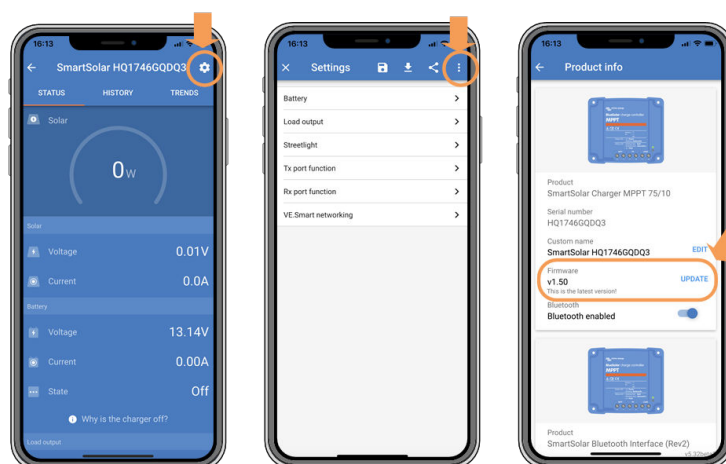 16:13
SmartSolar HQ1746GQDQ3
STATUS
HISTORY
TRENDS
Solar
0W
Solar
Voltage
0.01V
Current
0.0A
Battery
Voltage
13.14V
Current
0.00A
State
Off
Why is the charger off?
Load output
16:13
Settings
Battery
Load output
Streetlight
Tx port function
Rx port function
VE.Smart networking
16:13
Product info
MPPT
Product
SmartSolar Charger MPPT 75/10
Serial number
HQ1746GQDQ3
Custom name
SmartSolar HQ1746GQDQ3
EDIT
Firmware
v1.50
UPDATE
This is the latest version!
Bluetooth
Bluetooth enabled
MPPT
Product
SmartSolar Bluetooth Interface (Rev2)